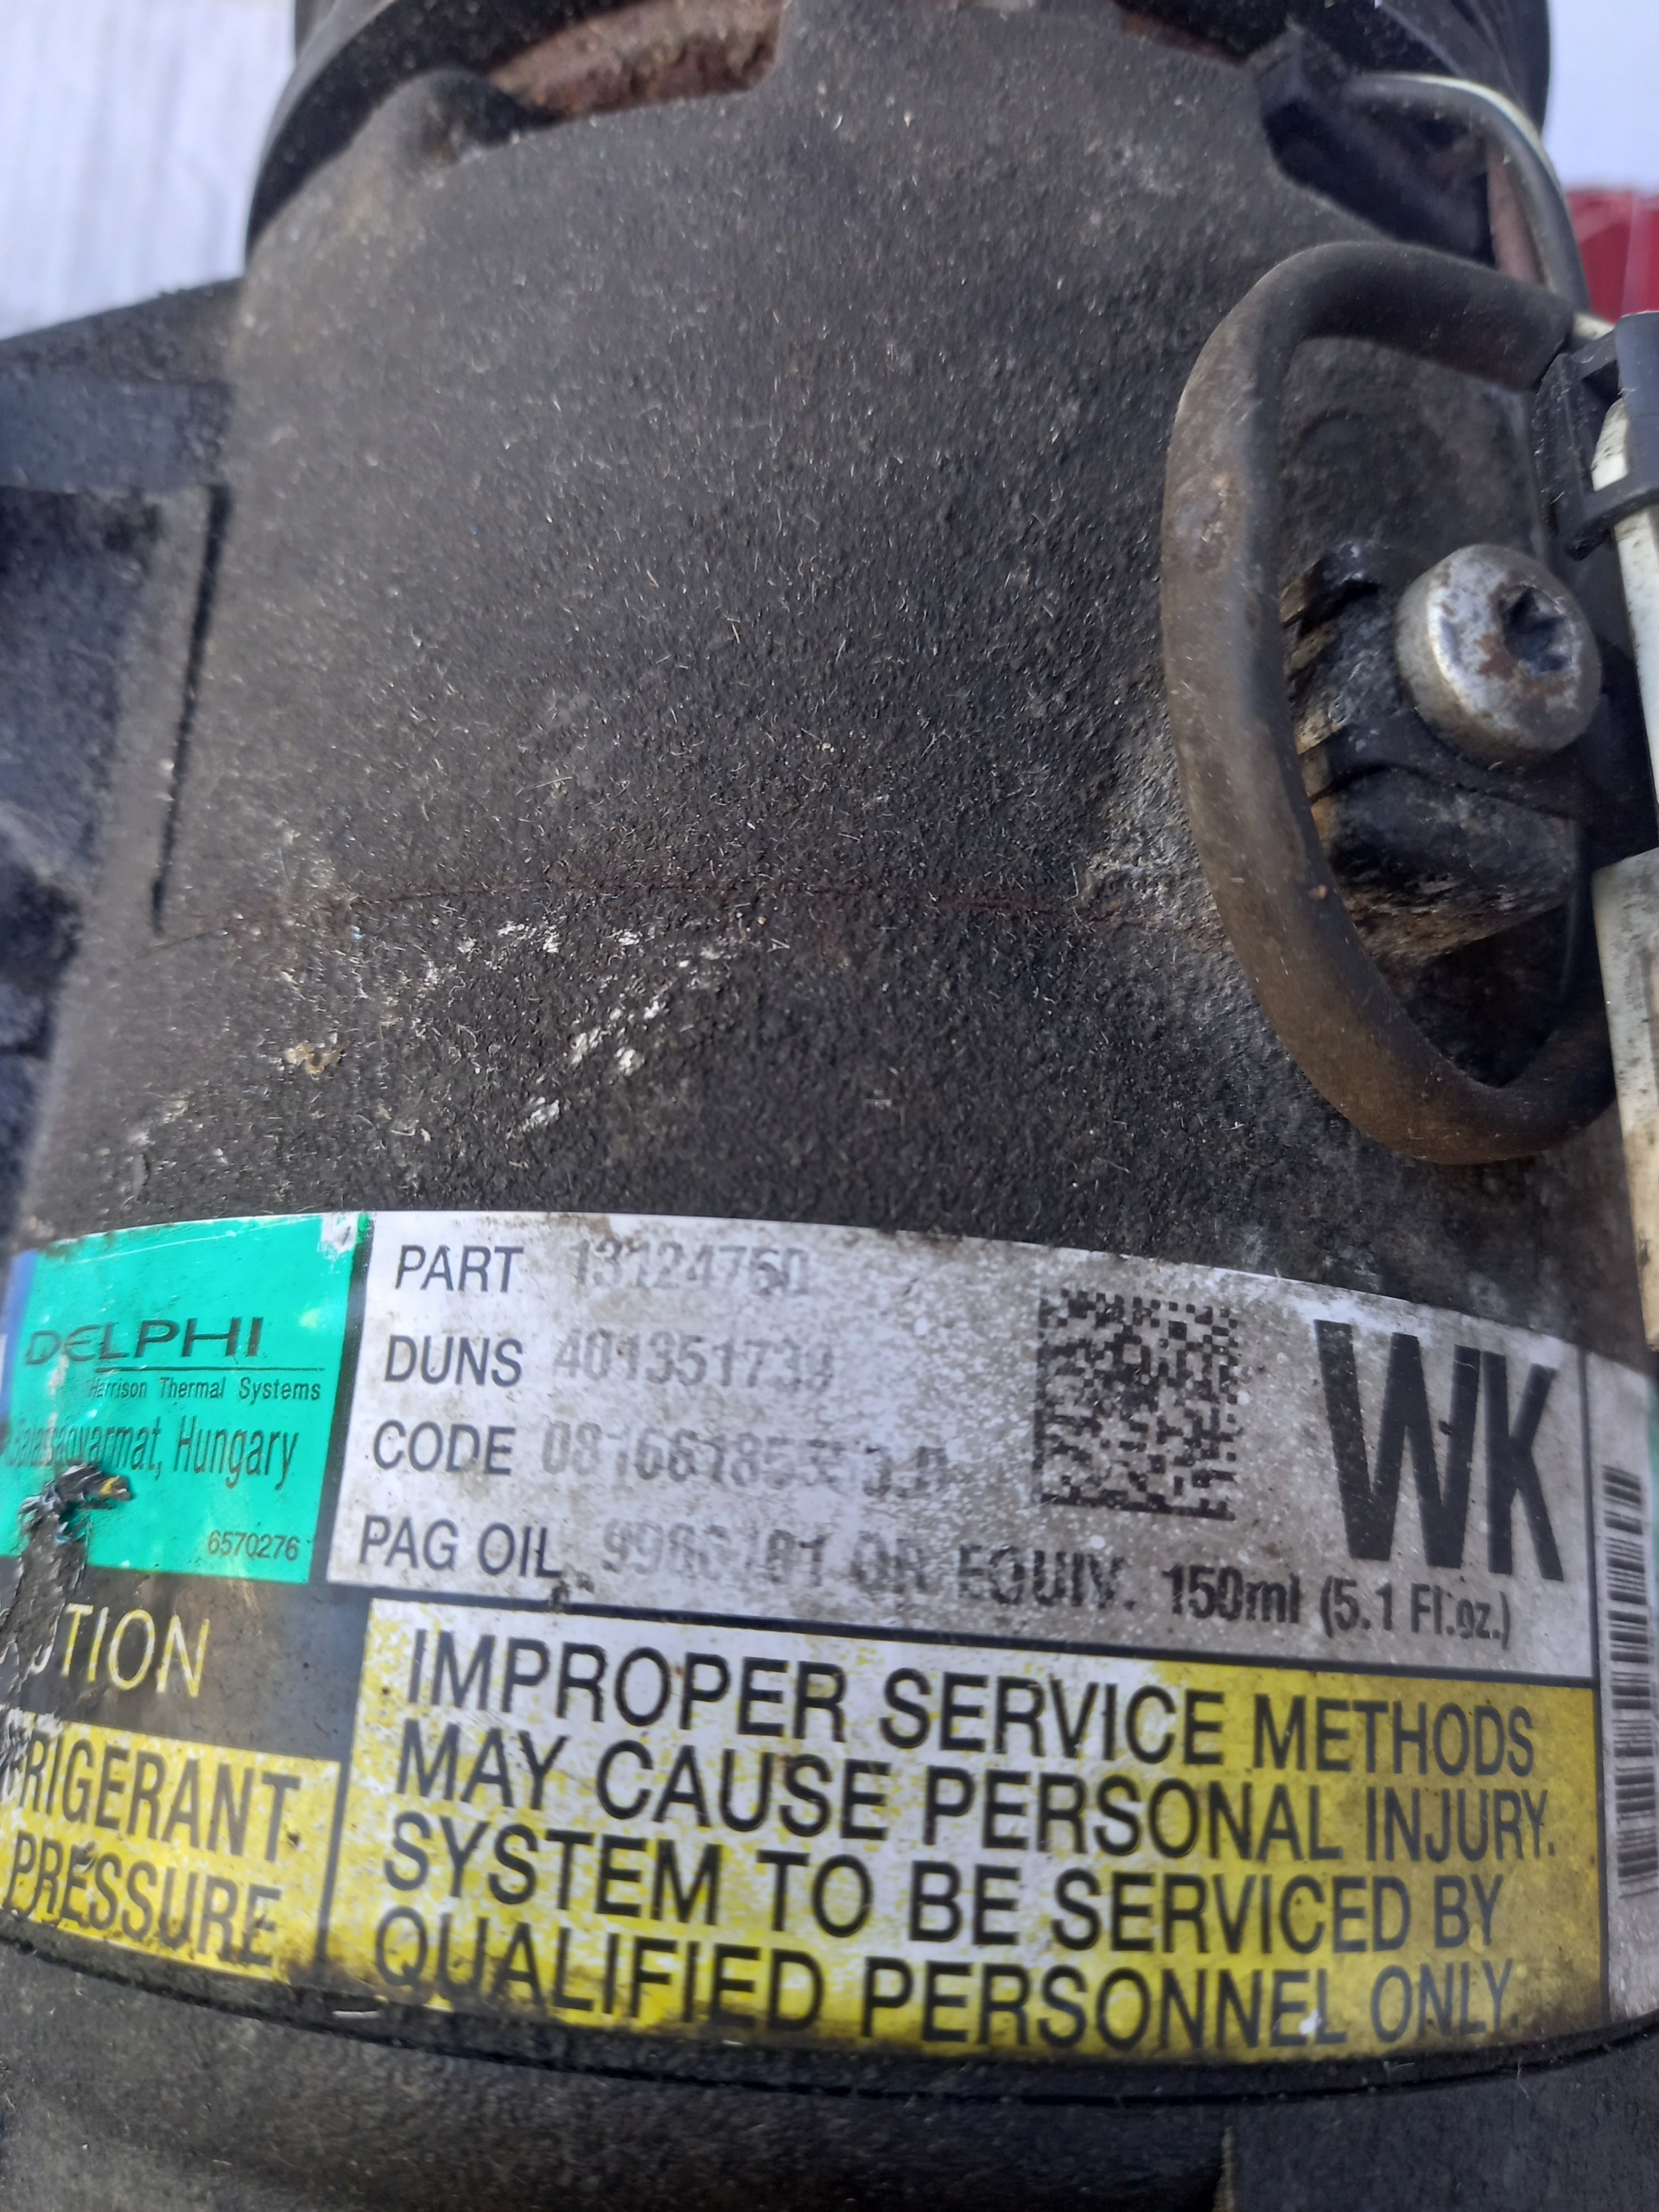 DELPHI
Harrison Thermal Systems
Hungary
6570276
PART 13124750
DUNS 401351739
CODE
PAG OIL EQUIV. 150ml (5.1 Fl.oz.)
WK
PRESSURE
IMPROPER SERVICE METHODS
MAY CAUSE PERSONAL INJURY.
SYSTEM TO BE SERVICED BY
QUALIFIED PERSONNEL ONLY.